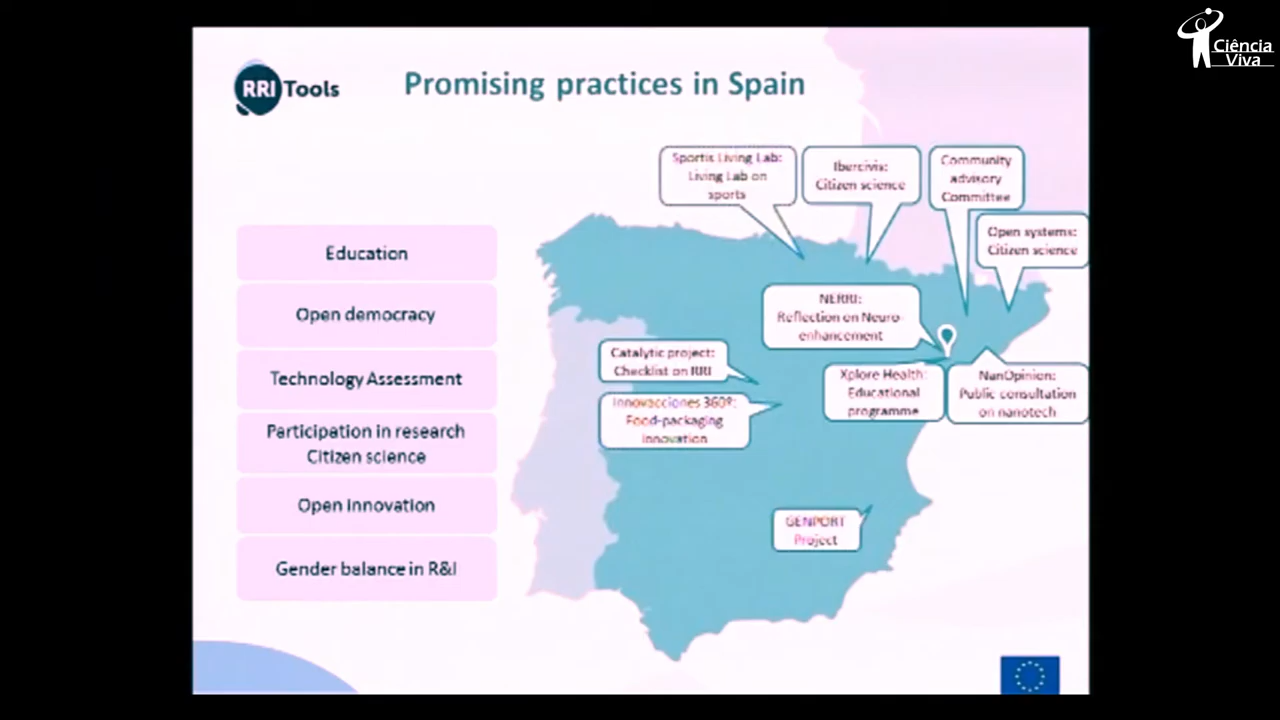 Ciência
Viva
RRI Tools
Promising practices in Spain
Sportis Living Lab:
Living Lab on
sports
Ibercivis:
Citizen science
Community
advisory
Committee
Open systems:
Citizen science
Education
Open democracy
Technology Assessment
Participation in research
Citizen science
Open innovation
Gender balance in R&I
NERRI:
Reflection on Neuro-
enhancement
Catalytic project:
Checklist on RRI
Innovacciones 360º:
Food-packaging
innovation
Xplore Health:
Educational
programme
NanOpinion:
Public consultation
on nanotech
GENPORT
Project